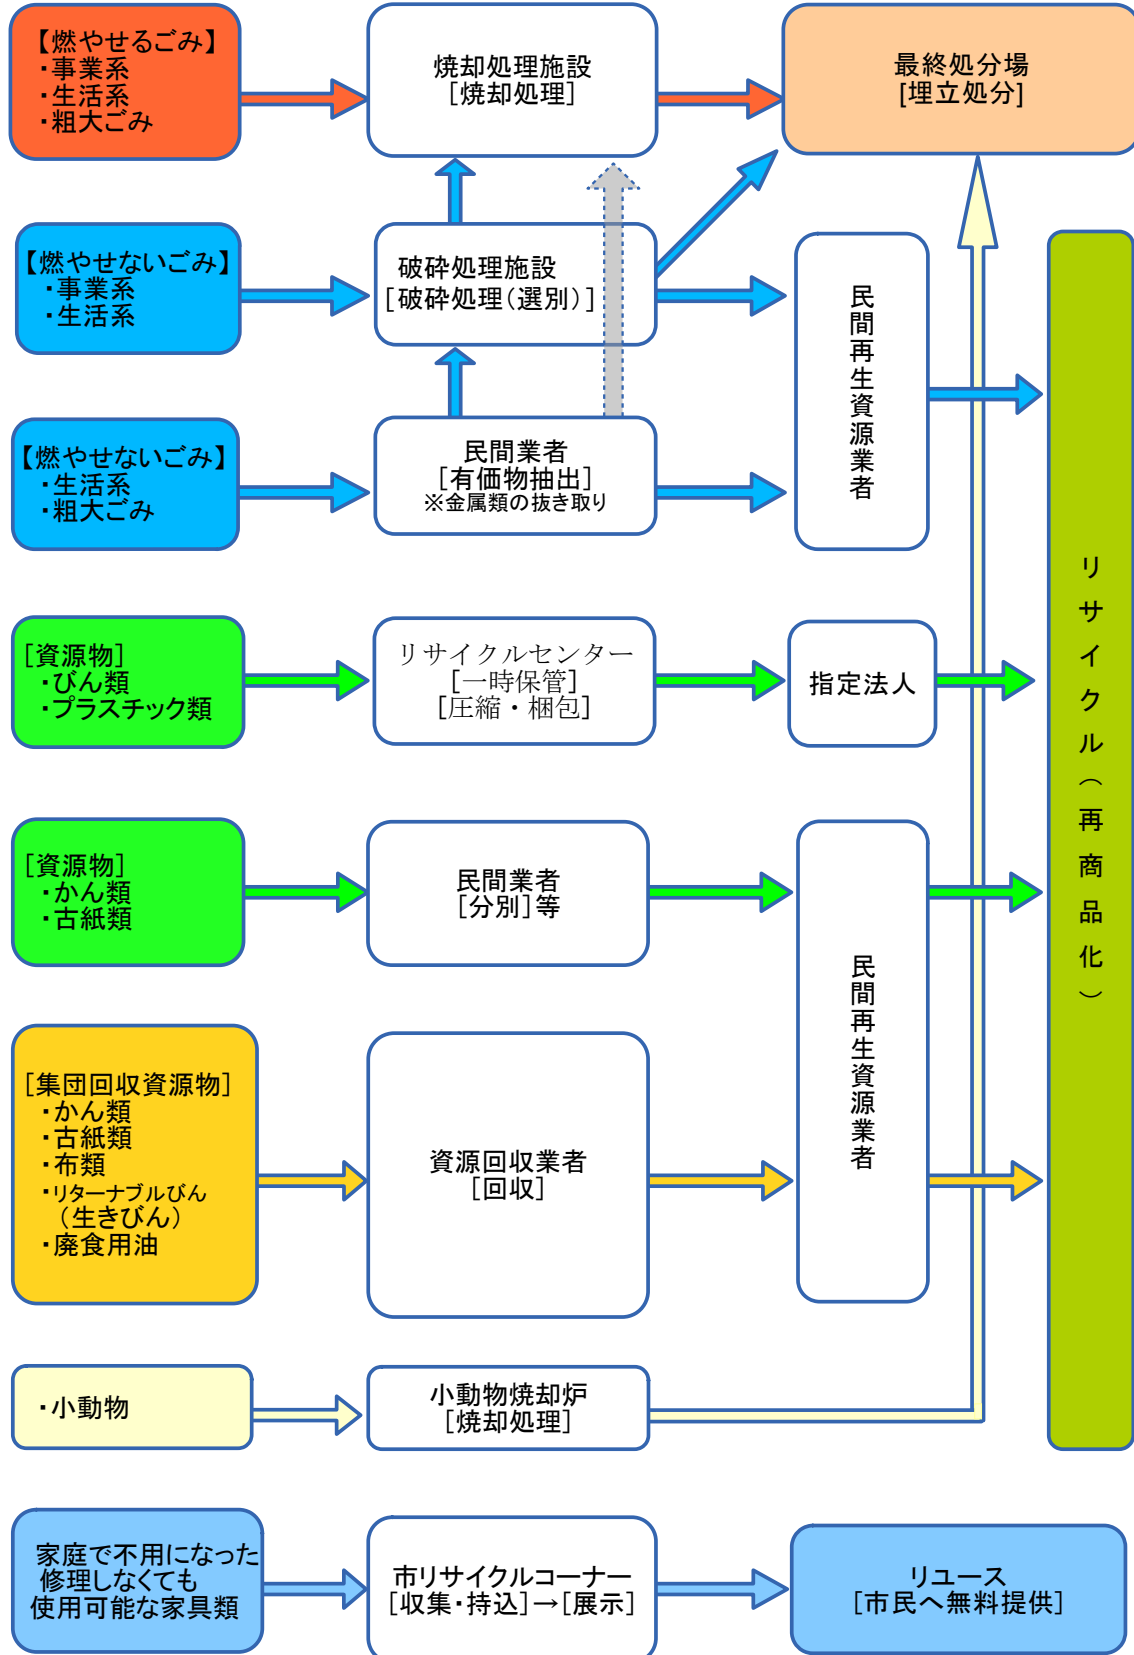 【燃やせるごみ】
・事業系
・生活系
・粗大ごみ
焼却処理施設
[焼却処理]
最終処分場
[埋立処分]
【燃やせないごみ】
・事業系
・生活系
破砕処理施設
[破砕処理(選別)]
民間再生資源業者
【燃やせないごみ】
・生活系
・粗大ごみ
民間業者
[有価物抽出]
※金属類の抜き取り
リサイクル(再商品化)
[資源物]
・びん類
・プラスチック類
リサイクルセンター
[一時保管]
[圧縮・梱包]
指定法人
[資源物]
・かん類
・古紙類
民間業者
[分別]等
民間再生資源業者
[集団回収資源物]
・かん類
・古紙類
・布類
・リターナブルびん
(生きびん)
・廃食用油
資源回収業者
[回収]
・小動物
小動物焼却炉
[焼却処理]
家庭で不用になった
修理しなくても
使用可能な家具類
市リサイクルコーナー
[収集・持込]→[展示]
リユース
[市民へ無料提供]